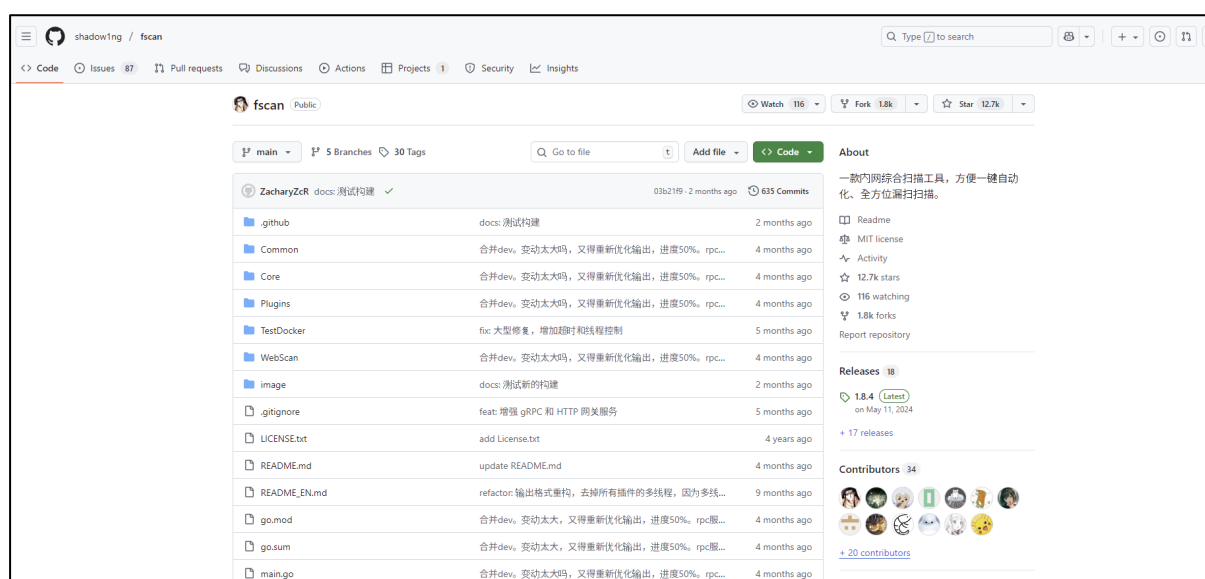 shadow1ng / fscan
Type / to search
Code Issues 87 Pull requests Discussions Actions Projects 1 Security Insights
fscan Public
Watch 116 Fork 1.8k Star 12.7k
main 5 Branches 30 Tags Go to file t Add file Code
ZacharyZcR docs: 测试构建 03b21f9 · 2 months ago 635 Commits
.github docs: 测试构建 2 months ago
Common 合并dev。变动太大吗，又得重新优化输出，进度50%。rpc... 4 months ago
Core 合并dev。变动太大吗，又得重新优化输出，进度50%。rpc... 4 months ago
Plugins 合并dev。变动太大吗，又得重新优化输出，进度50%。rpc... 4 months ago
TestDocker fix: 大型修复，增加超时和线程控制 5 months ago
WebScan 合并dev。变动太大吗，又得重新优化输出，进度50%。rpc... 4 months ago
image docs: 测试新的构建 2 months ago
.gitignore feat: 增强 gRPC 和 HTTP 网关服务 5 months ago
LICENSE.txt add License.txt 4 years ago
README.md update README.md 4 months ago
README_EN.md refactor: 输出格式重构，去掉所有插件的多线程，因为多线... 9 months ago
go.mod 合并dev。变动太大，又得重新优化输出，进度50%。rpc服... 4 months ago
go.sum 合并dev。变动太大，又得重新优化输出，进度50%。rpc服... 4 months ago
main.go 合并dev。变动太大吗，又得重新优化输出，进度50%。rpc... 4 months ago
About
一款内网综合扫描工具，方便一键自动
化、全方位漏扫扫描。
Readme
MIT license
Activity
12.7k stars
116 watching
1.8k forks
Report repository
Releases 18
1.8.4 Latest
on May 11, 2024
+ 17 releases
Contributors 34
+ 20 contributors